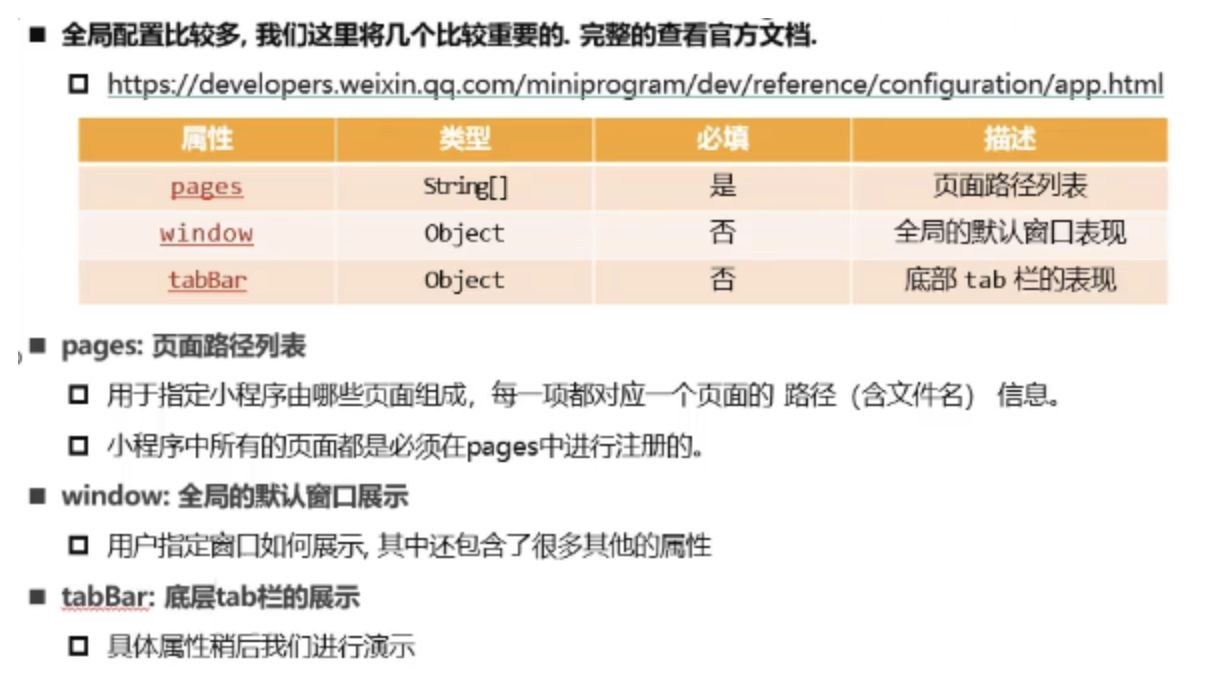 全局配置比较多, 我们这里将几个比较重要的. 完整的查看官方文档.
https://developers.weixin.qq.com/miniprogram/dev/reference/configuration/app.html
属性 类型 必填 描述
pages String[] 是 页面路径列表
window Object 否 全局的默认窗口表现
tabBar Object 否 底部 tab 栏的表现
pages: 页面路径列表
用于指定小程序由哪些页面组成，每一项都对应一个页面的 路径（含文件名） 信息。
小程序中所有的页面都是必须在pages中进行注册的。
window: 全局的默认窗口展示
用户指定窗口如何展示, 其中还包含了很多其他的属性
tabBar: 底层tab栏的展示
具体属性稍后我们进行演示